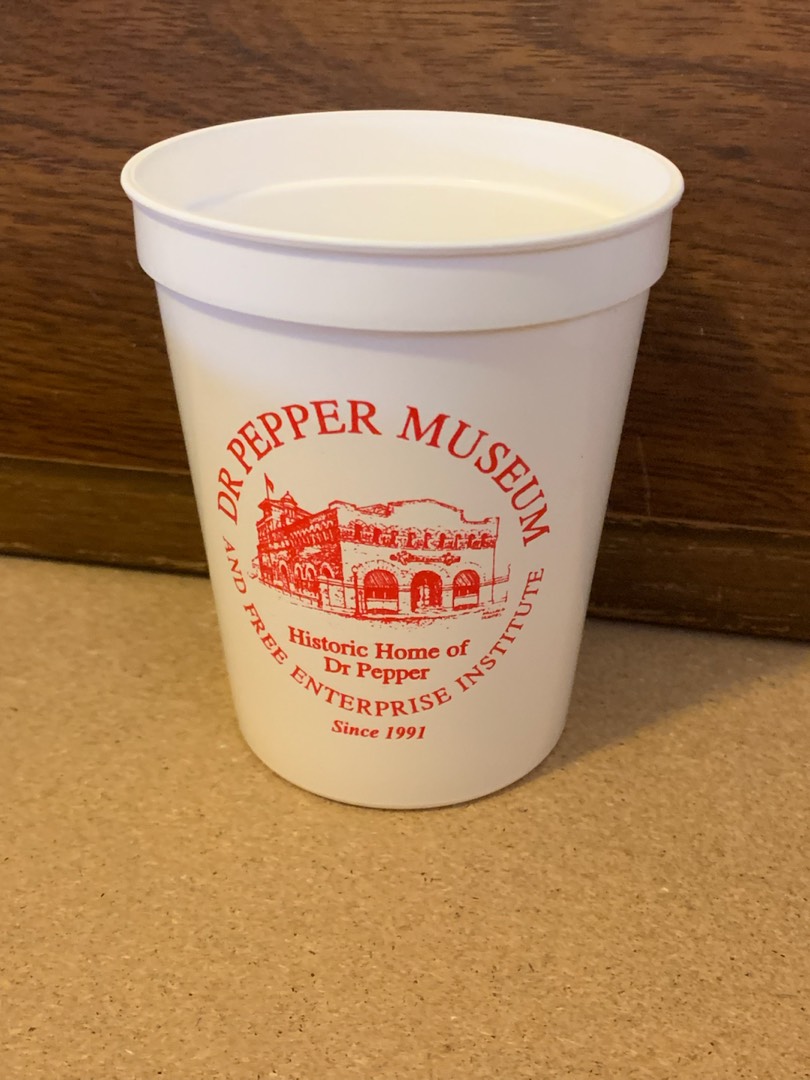 DR PEPPER MUSEUM
AND FREE ENTERPRISE INSTITUTE
Historic Home of
Dr Pepper
Since 1991